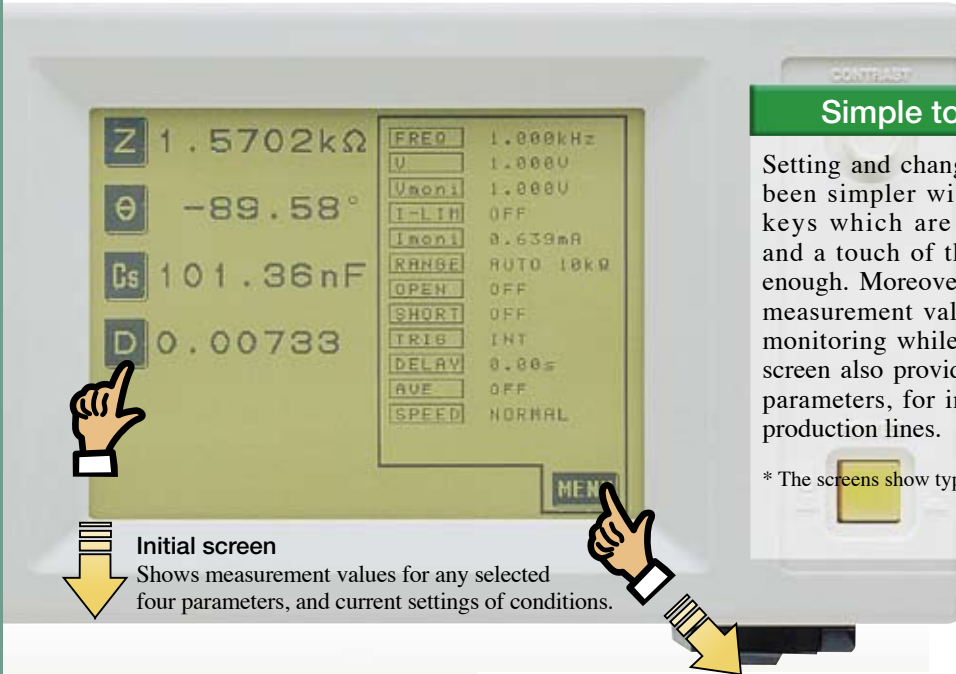 CONTRAST
Z 1.5702kΩ
θ -89.58°
Cs 101.36nF
D 0.00733
FREQ 1.000kHz
V 1.000V
Vmoni 1.000V
I-LIM OFF
Imoni 0.639mA
RANGE AUTO 10kΩ
OPEN OFF
SHORT OFF
TRIG INT
DELAY 0.00s
AVE OFF
SPEED NORMAL
MEN
Initial screen
Shows measurement values for any selected
four parameters, and current settings of conditions.
Simple to
Setting and chang
been simpler wi
keys which are
and a touch of th
enough. Moreove
measurement val
monitoring while
screen also provid
parameters, for in
production lines.
* The screens show typ